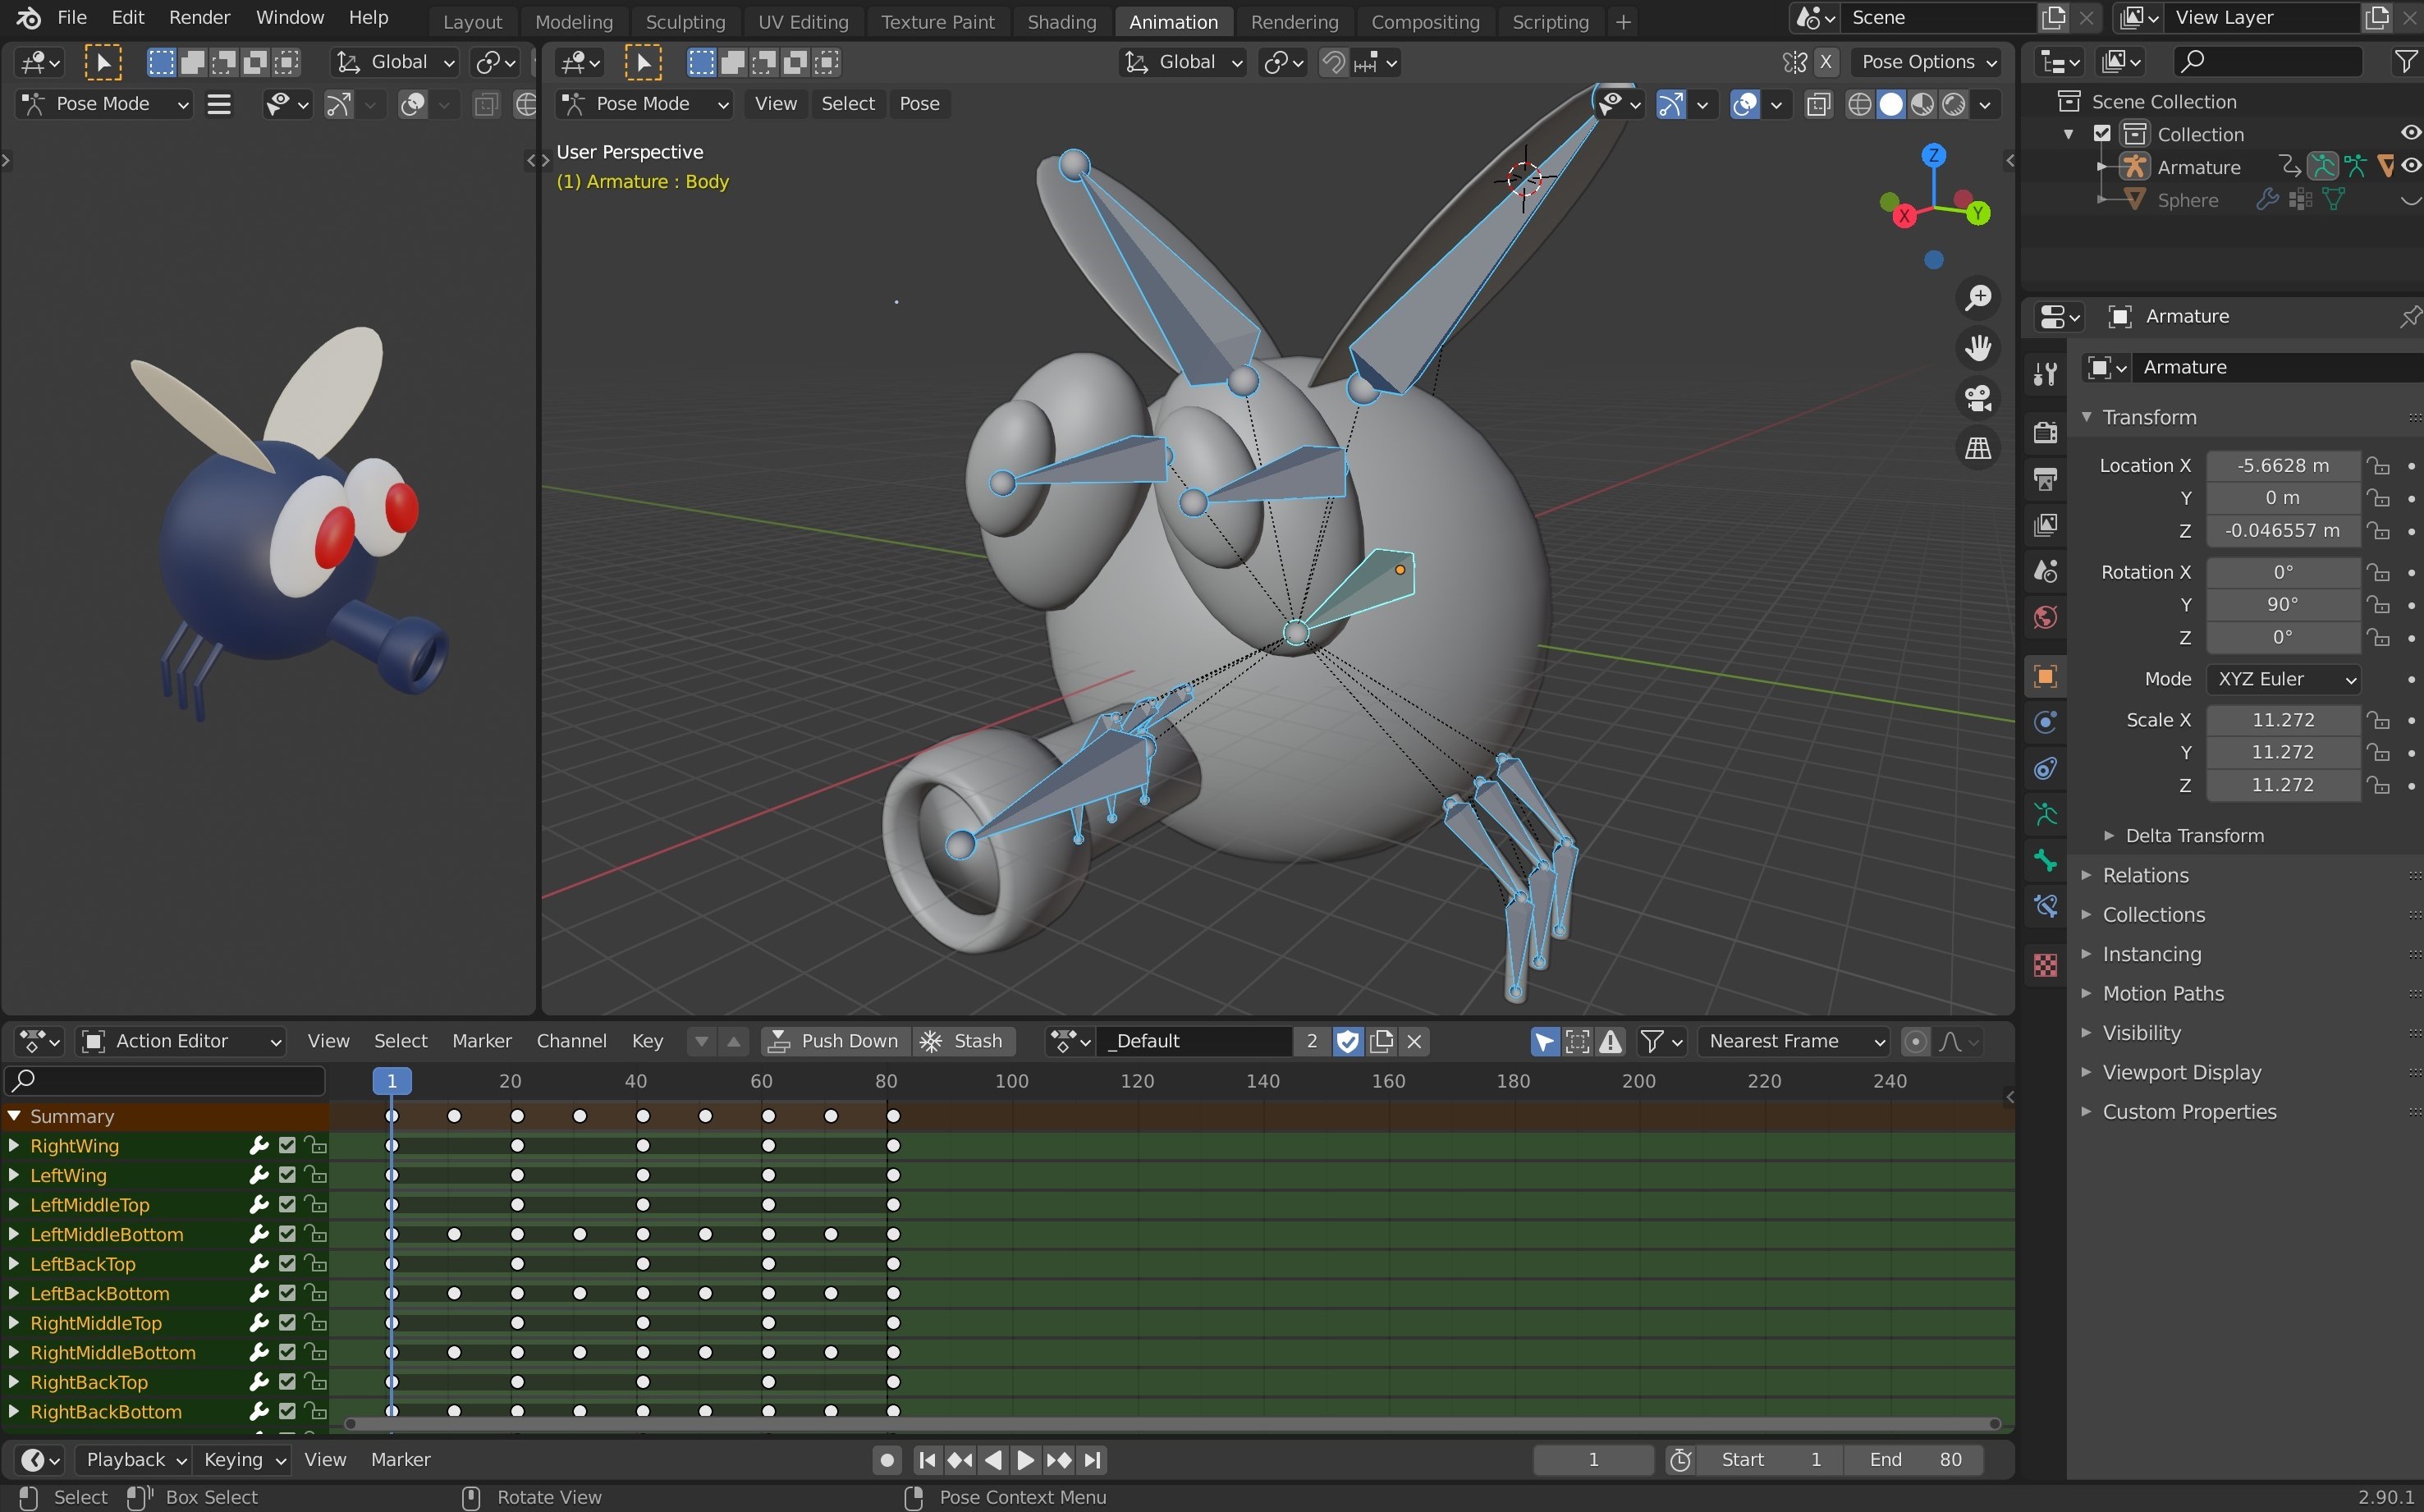 File Edit Render Window Help Layout Modeling Sculpting UV Editing Texture Paint Shading Animation Rendering Compositing Scripting + Scene View Layer
Global Global X Pose Options
Pose Mode Pose Mode View Select Pose
Scene Collection
Collection
Armature
Sphere
User Perspective
(1) Armature : Body
Z
X Y
Armature
Armature
Transform
Location X -5.6628 m
Y 0 m
Z -0.046557 m
Rotation X 0°
Y 90°
Z 0°
Mode XYZ Euler
Scale X 11.272
Y 11.272
Z 11.272
Delta Transform
Relations
Collections
Instancing
Motion Paths
Visibility
Viewport Display
Custom Properties
Action Editor View Select Marker Channel Key Push Down Stash _Default 2 Nearest Frame
1 20 40 60 80 100 120 140 160 180 200 220 240
Summary
RightWing
LeftWing
LeftMiddleTop
LeftMiddleBottom
LeftBackTop
LeftBackBottom
RightMiddleTop
RightMiddleBottom
RightBackTop
RightBackBottom
Playback Keying View Marker 1 Start 1 End 80
Select Box Select Rotate View Pose Context Menu 2.90.1